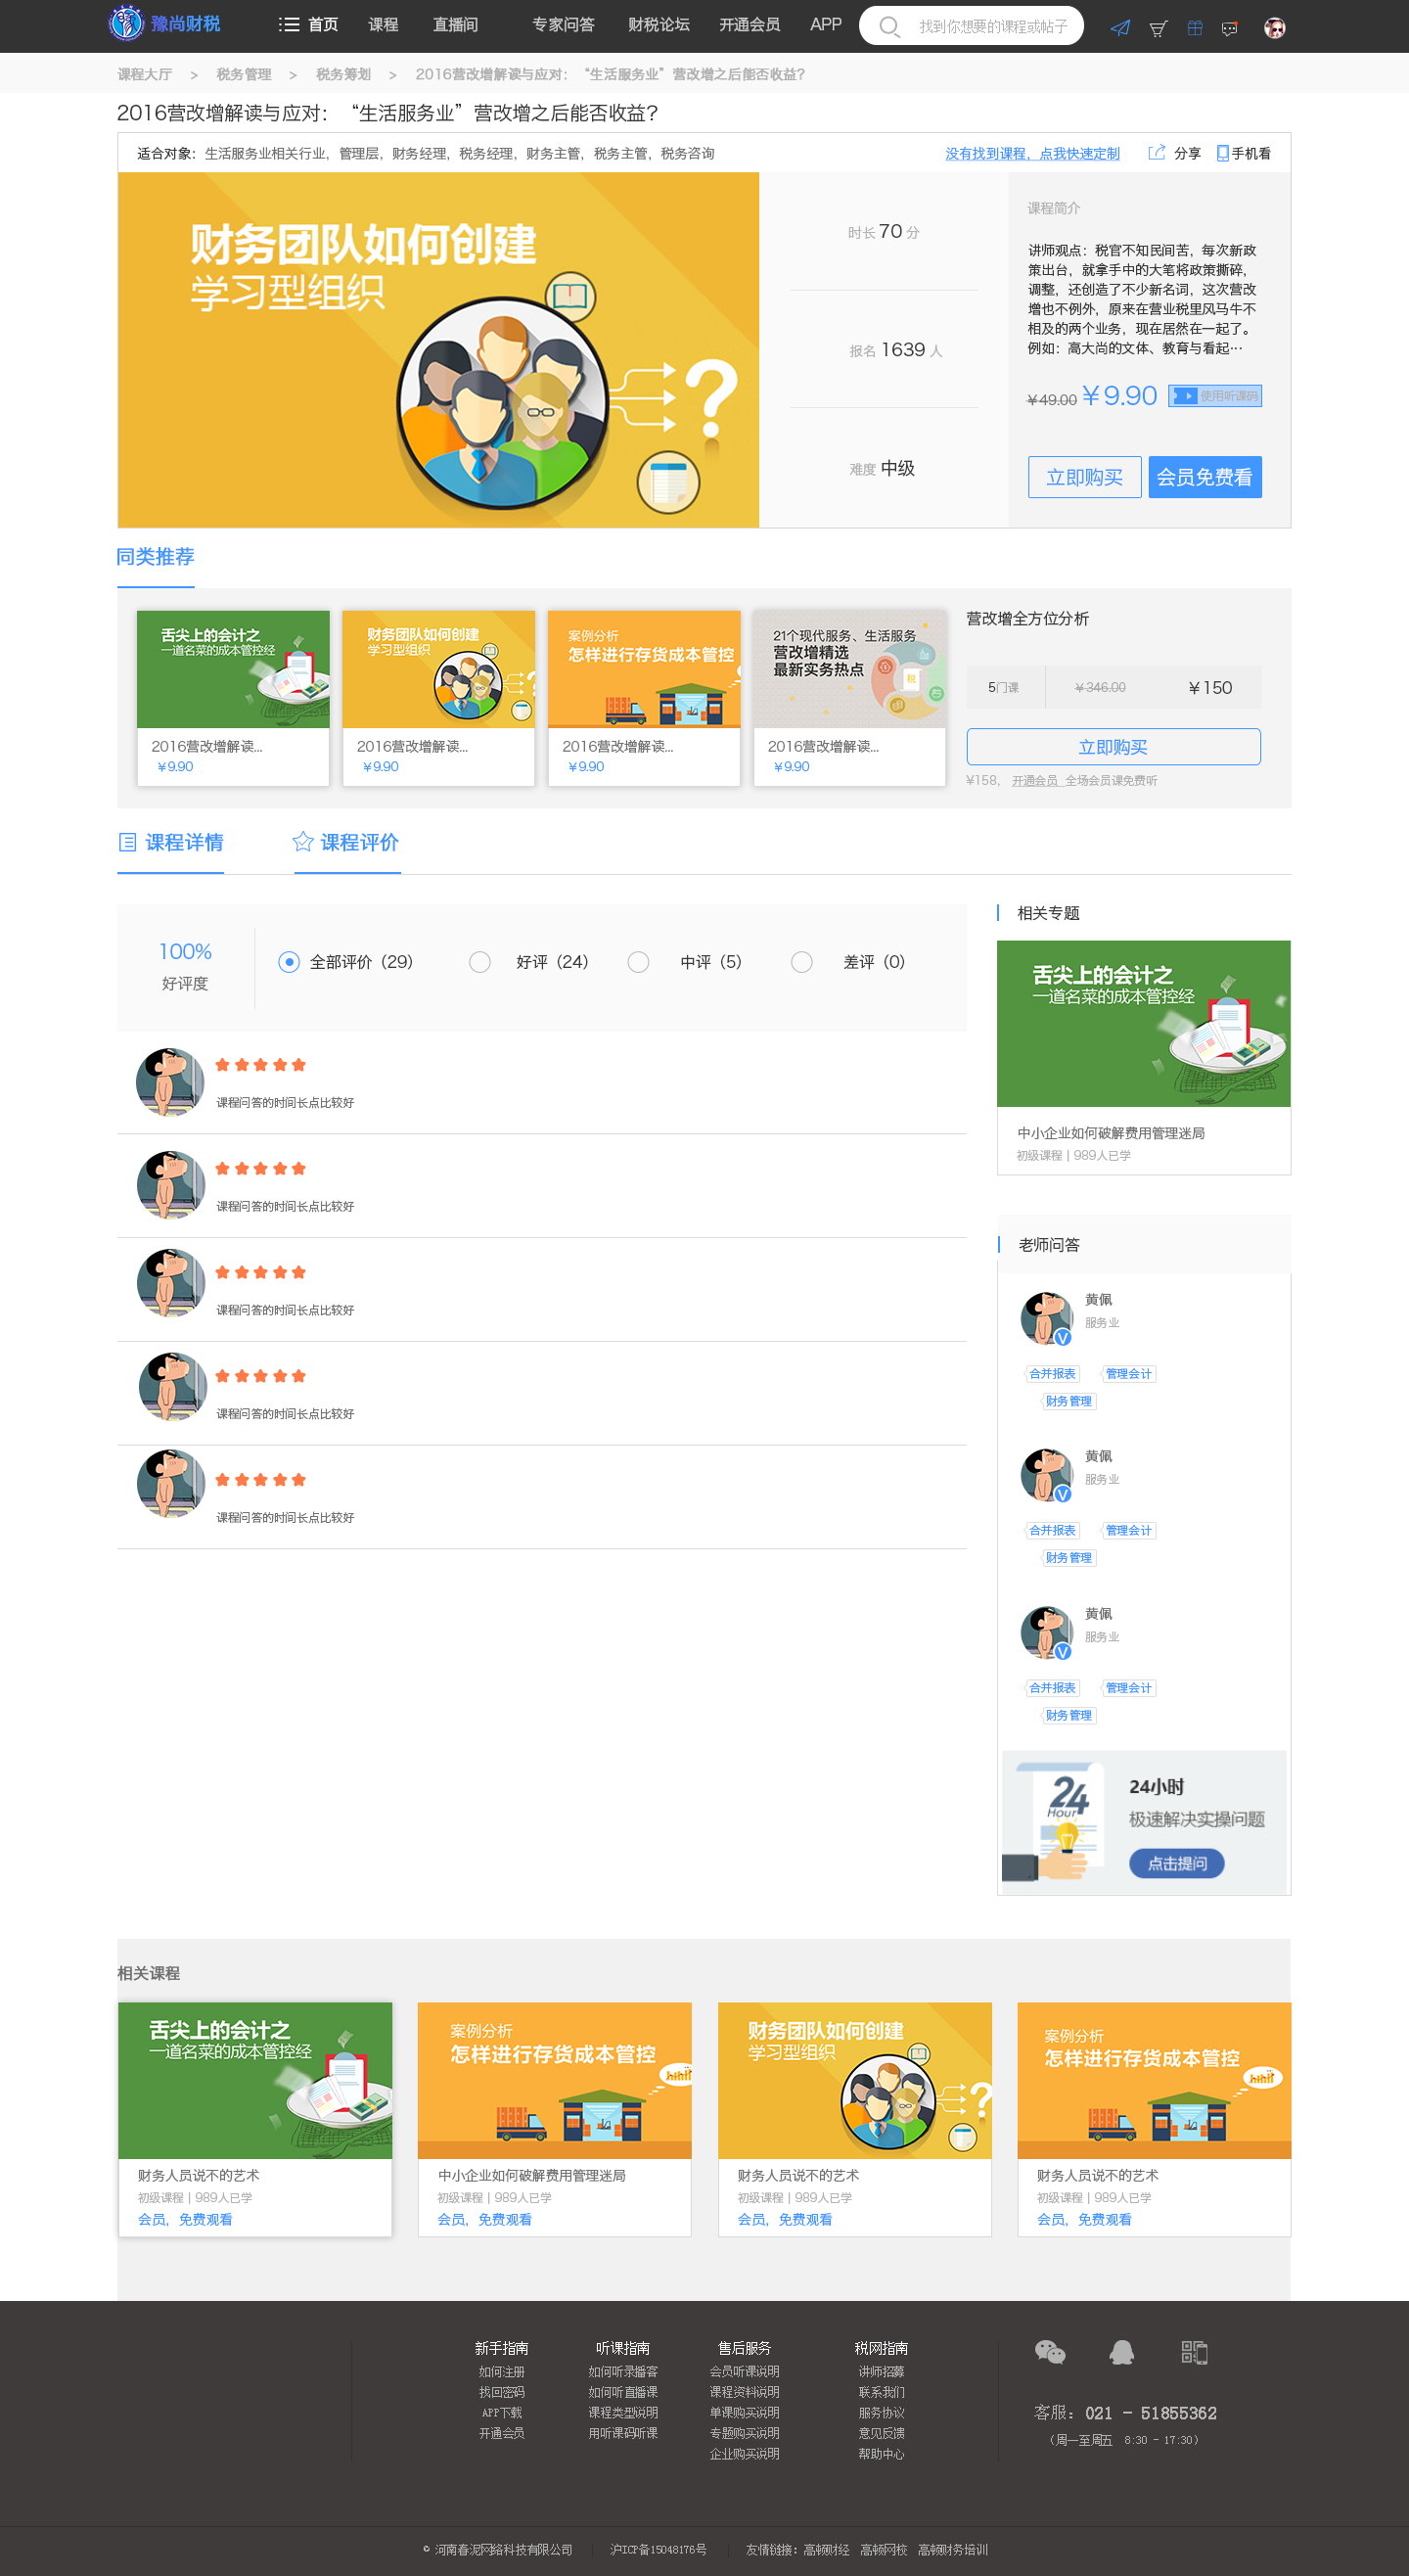 豫尚财税
首页 课程 直播间 专家问答 财税论坛 开通会员 APP 找到你想要的课程或帖子
课程大厅 > 税务管理 > 税务筹划 > 2016营改增解读与应对：“生活服务业”营改增之后能否收益？
2016营改增解读与应对：“生活服务业”营改增之后能否收益？
适合对象：生活服务业相关行业，管理层，财务经理，税务经理，财务主管，税务主管，税务咨询
没有找到课程，点我快速定制 分享 手机看
财务团队如何创建
学习型组织
时长 70 分
报名 1639 人
难度 中级
课程简介
讲师观点：税官不知民间苦，每次新政
策出台，就拿手中的大笔将政策撕碎，
调整，还创造了不少新名词，这次营改
增也不例外，原来在营业税里风马牛不
相及的两个业务，现在居然在一起了。
例如：高大尚的文体、教育与看起…
￥49.00 ￥9.90 使用听课码
立即购买 会员免费看
同类推荐
舌尖上的会计之
一道名菜的成本管控经
2016营改增解读...
￥9.90
财务团队如何创建
学习型组织
2016营改增解读...
￥9.90
案例分析
怎样进行存货成本管控
2016营改增解读...
￥9.90
21个现代服务、生活服务
营改增精选
最新实务热点
税
2016营改增解读...
￥9.90
营改增全方位分析
5门课 ￥346.00 ￥150
立即购买
¥158， 开通会员 全场会员课免费听
课程详情 课程评价
100%
好评度
全部评价（29） 好评（24） 中评（5） 差评（0）
课程问答的时间长点比较好
课程问答的时间长点比较好
课程问答的时间长点比较好
课程问答的时间长点比较好
课程问答的时间长点比较好
相关专题
舌尖上的会计之
一道名菜的成本管控经
中小企业如何破解费用管理迷局
初级课程 | 989人已学
老师问答
黄佩
服务业
V
合并报表 管理会计
财务管理
黄佩
服务业
V
合并报表 管理会计
财务管理
黄佩
服务业
V
合并报表 管理会计
财务管理
24
Hour
24小时
极速解决实操问题
点击提问
相关课程
舌尖上的会计之
一道名菜的成本管控经
财务人员说不的艺术
初级课程 | 989人已学
会员，免费观看
案例分析
怎样进行存货成本管控
hihi!
中小企业如何破解费用管理迷局
初级课程 | 989人已学
会员，免费观看
财务团队如何创建
学习型组织
财务人员说不的艺术
初级课程 | 989人已学
会员，免费观看
案例分析
怎样进行存货成本管控
hihi!
财务人员说不的艺术
初级课程 | 989人已学
会员，免费观看
新手指南
如何注册
找回密码
APP下载
开通会员
听课指南
如何听录播客
如何听直播课
课程类型说明
用听课码听课
售后服务
会员听课说明
课程资料说明
单课购买说明
专题购买说明
企业购买说明
税网指南
讲师招募
联系我们
服务协议
意见反馈
帮助中心
客服：021 - 51855362
（周一至周五 8:30 - 17:30）
© 河南春泥网络科技有限公司 沪ICP备15048176号 友情链接：高顿财经 高顿网校 高顿财务培训